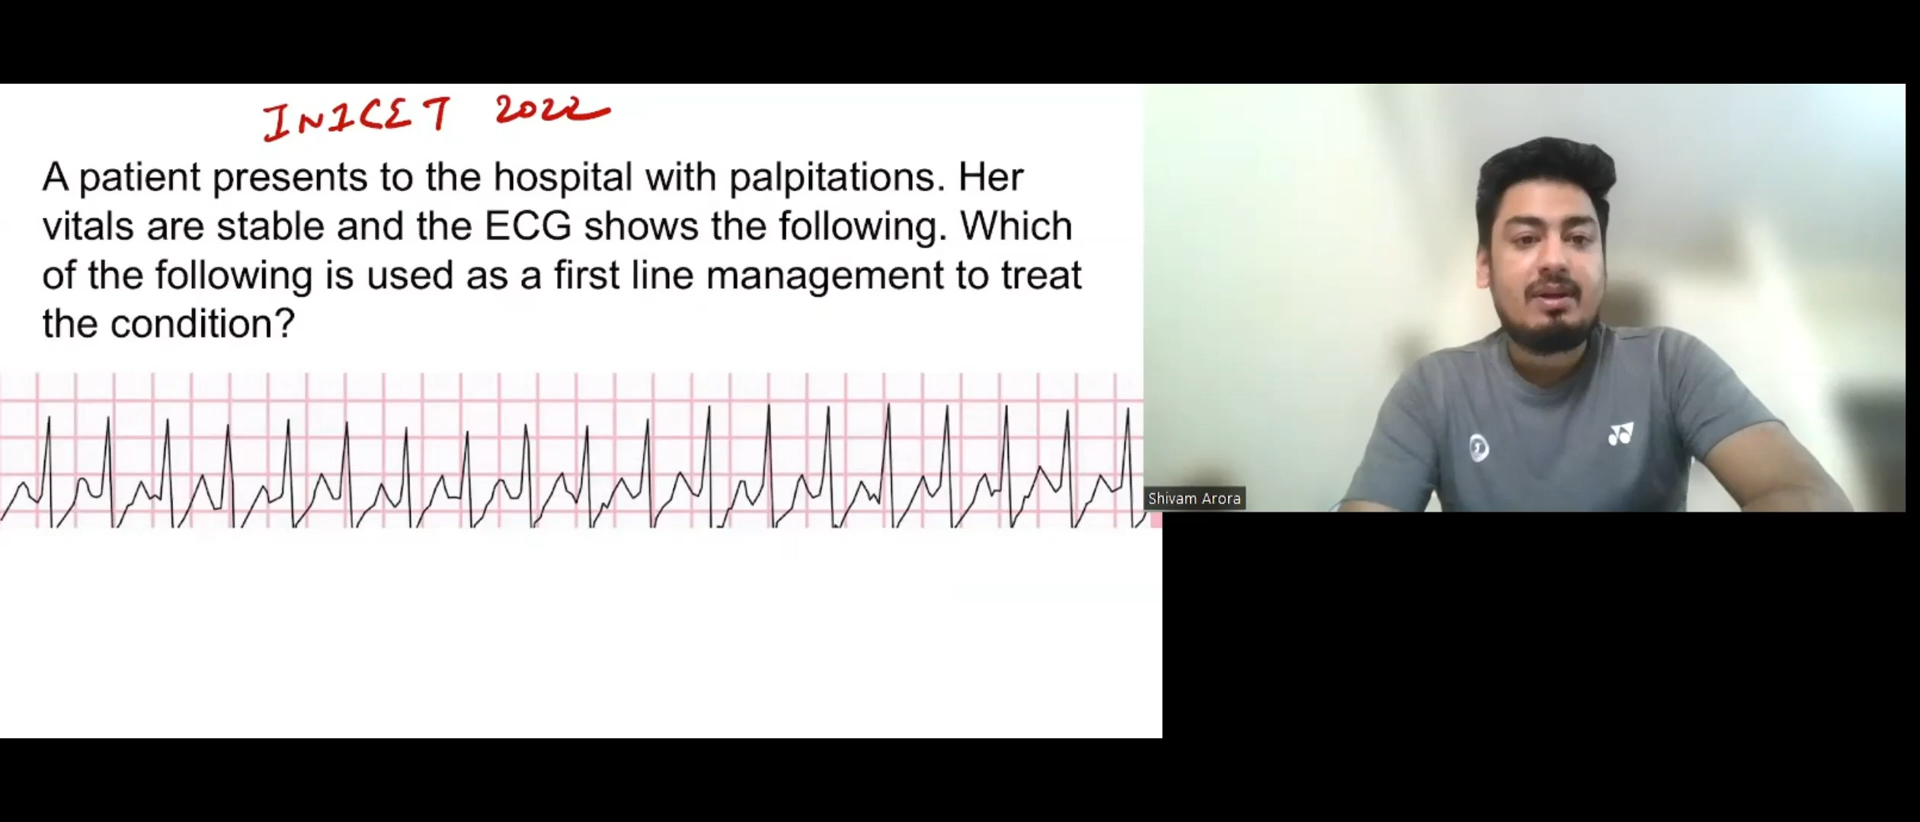 INICET 2022
A patient presents to the hospital with palpitations. Her
vitals are stable and the ECG shows the following. Which
of the following is used as a first line management to treat
the condition?
Shivam Arora